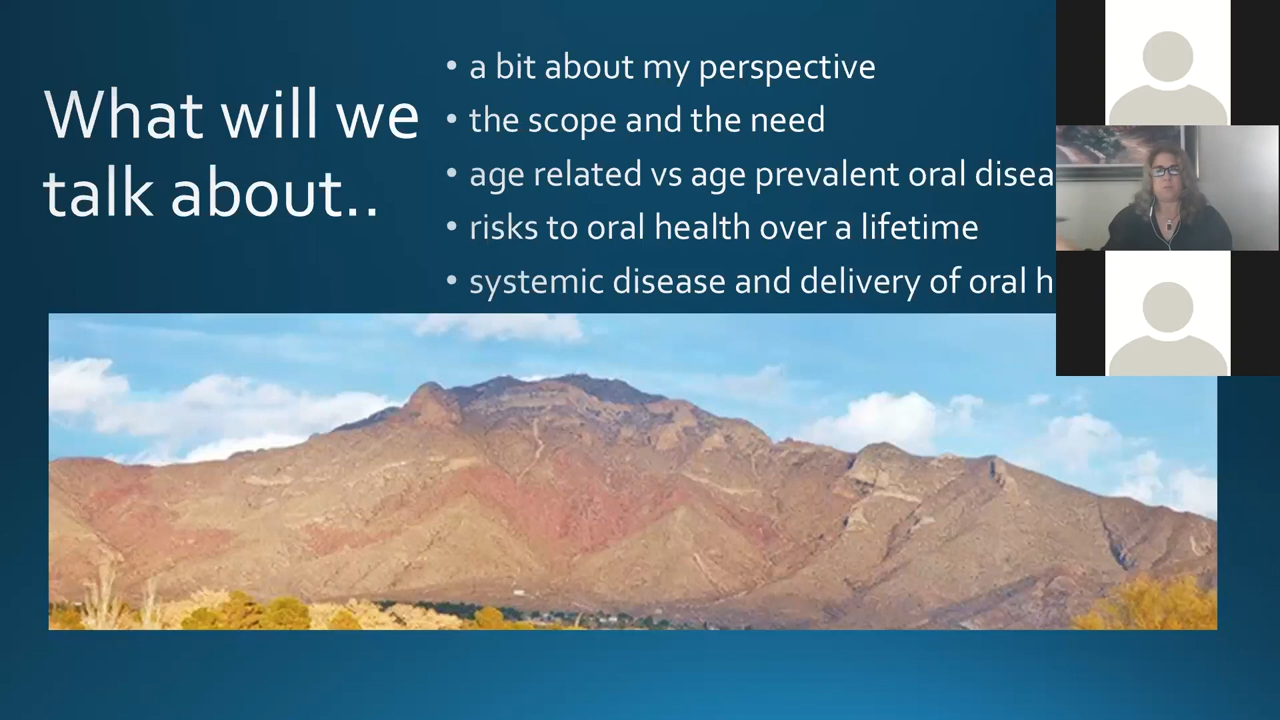 What will we
talk about..
• a bit about my perspective
• the scope and the need
• age related vs age prevalent oral
• risks to oral health over a lifetime
• systemic disease and delivery of oral